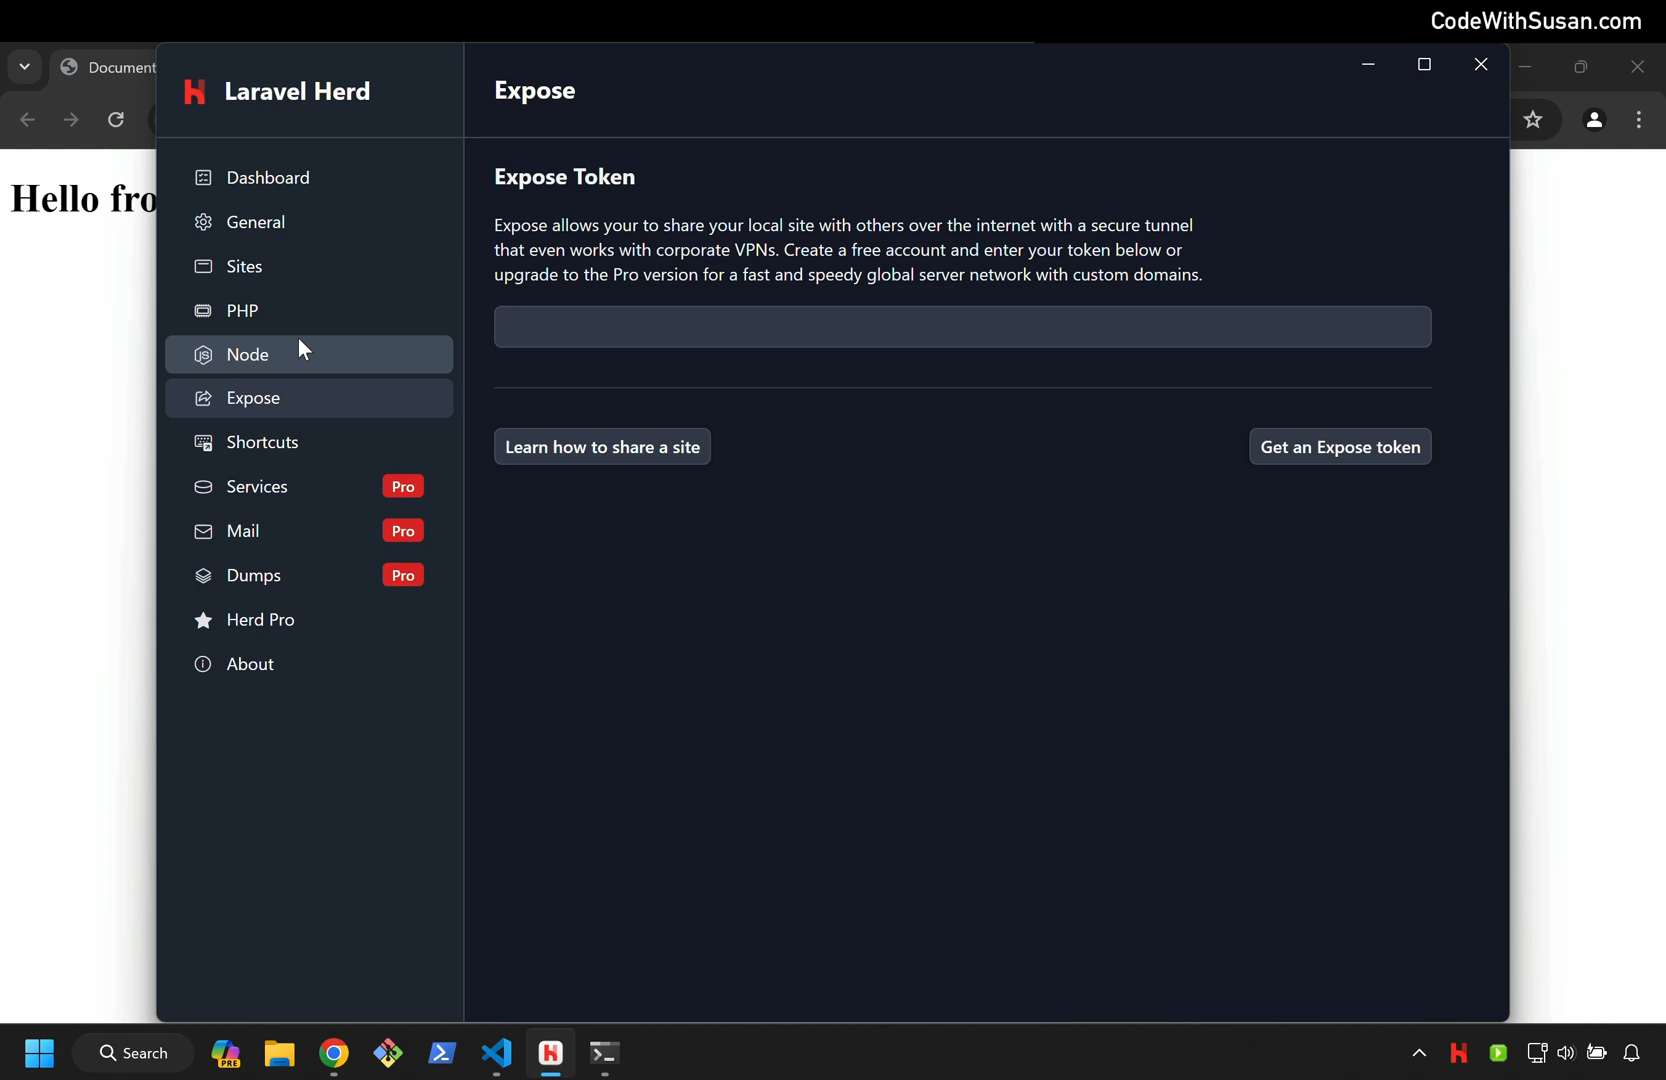 CodeWithSusan.com
Document
Laravel Herd
Expose
Hello fro
Dashboard
General
Sites
PHP
Node
Expose
Shortcuts
Services Pro
Mail Pro
Dumps Pro
Herd Pro
About
Expose Token
Expose allows your to share your local site with others over the internet with a secure tunnel
that even works with corporate VPNs. Create a free account and enter your token below or
upgrade to the Pro version for a fast and speedy global server network with custom domains.
Learn how to share a site
Get an Expose token
Search
PRE